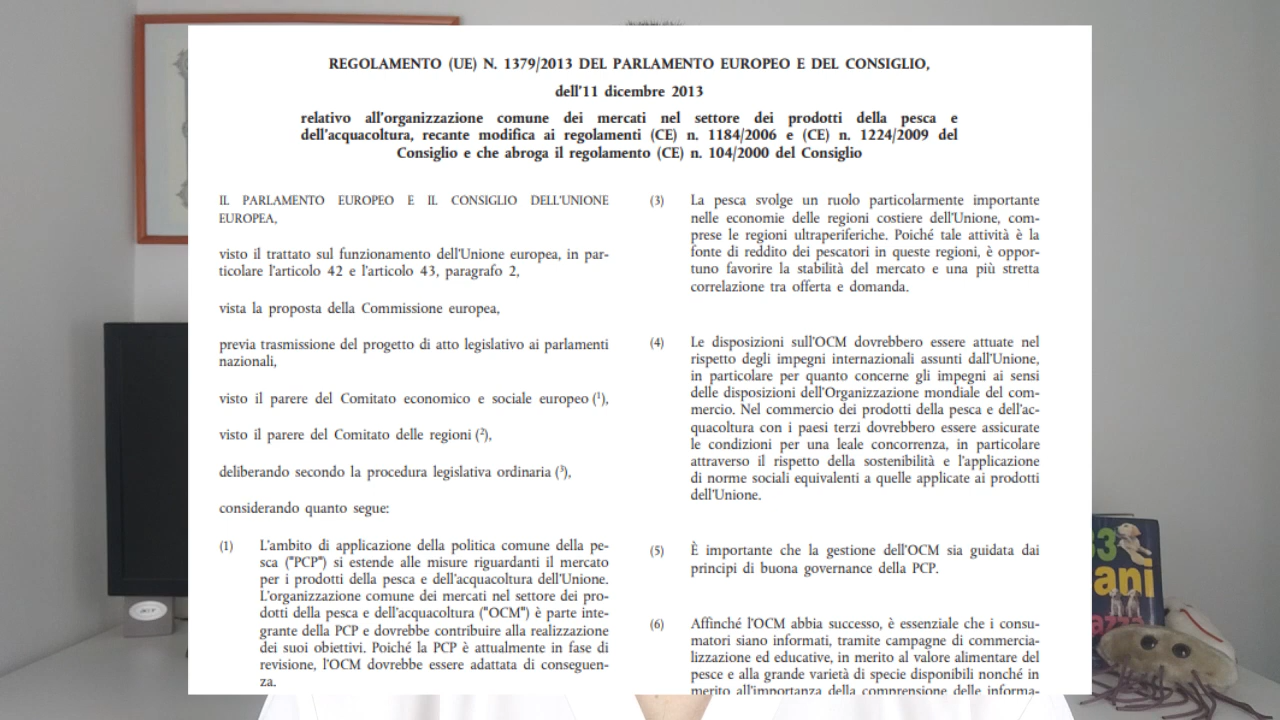 REGOLAMENTO (UE) N. 1379/2013 DEL PARLAMENTO EUROPEO E DEL CONSIGLIO,
dell'11 dicembre 2013
relativo all'organizzazione comune dei mercati nel settore dei prodotti della pesca e
dell'acquacoltura, recante modifica ai regolamenti (CE) n. 1184/2006 e (CE) n. 1224/2009 del
Consiglio e che abroga il regolamento (CE) n. 104/2000 del Consiglio
IL PARLAMENTO EUROPEO E IL CONSIGLIO DELL'UNIONE
EUROPEA,
visto il trattato sul funzionamento dell'Unione europea, in par-
ticolare l'articolo 42 e l'articolo 43, paragrafo 2,
vista la proposta della Commissione europea,
previa trasmissione del progetto di atto legislativo ai parlamenti
nazionali,
visto il parere del Comitato economico e sociale europeo (1),
visto il parere del Comitato delle regioni (2),
deliberando secondo la procedura legislativa ordinaria (3),
considerando quanto segue:
(1) L'ambito di applicazione della politica comune della pe-
sca ("PCP") si estende alle misure riguardanti il mercato
per i prodotti della pesca e dell'acquacoltura dell'Unione.
L'organizzazione comune dei mercati nel settore dei pro-
dotti della pesca e dell'acquacoltura ("OCM") è parte inte-
grante della PCP e dovrebbe contribuire alla realizzazione
dei suoi obiettivi. Poiché la PCP è attualmente in fase di
revisione, l'OCM dovrebbe essere adattata di conseguen-
za.
(3) La pesca svolge un ruolo particolarmente importante
nelle economie delle regioni costiere dell'Unione, com-
prese le regioni ultraperiferiche. Poiché tale attività è la
fonte di reddito dei pescatori in queste regioni, è oppor-
tuno favorire la stabilità del mercato e una più stretta
correlazione tra offerta e domanda.
(4) Le disposizioni sull'OCM dovrebbero essere attuate nel
rispetto degli impegni internazionali assunti dall'Unione,
in particolare per quanto concerne gli impegni ai sensi
delle disposizioni dell'Organizzazione mondiale del com-
mercio. Nel commercio dei prodotti della pesca e dell'ac-
quacoltura con i paesi terzi dovrebbero essere assicurate
le condizioni per una leale concorrenza, in particolare
attraverso il rispetto della sostenibilità e l'applicazione
di norme sociali equivalenti a quelle applicate ai prodotti
dell'Unione.
(5) È importante che la gestione dell'OCM sia guidata dai
principi di buona governance della PCP.
(6) Affinché l'OCM abbia successo, è essenziale che i consu-
matori siano informati, tramite campagne di commercia-
lizzazione ed educative, in merito al valore alimentare del
pesce e alla grande varietà di specie disponibili nonché in
merito all'importanza della comprensione delle informa-
acer